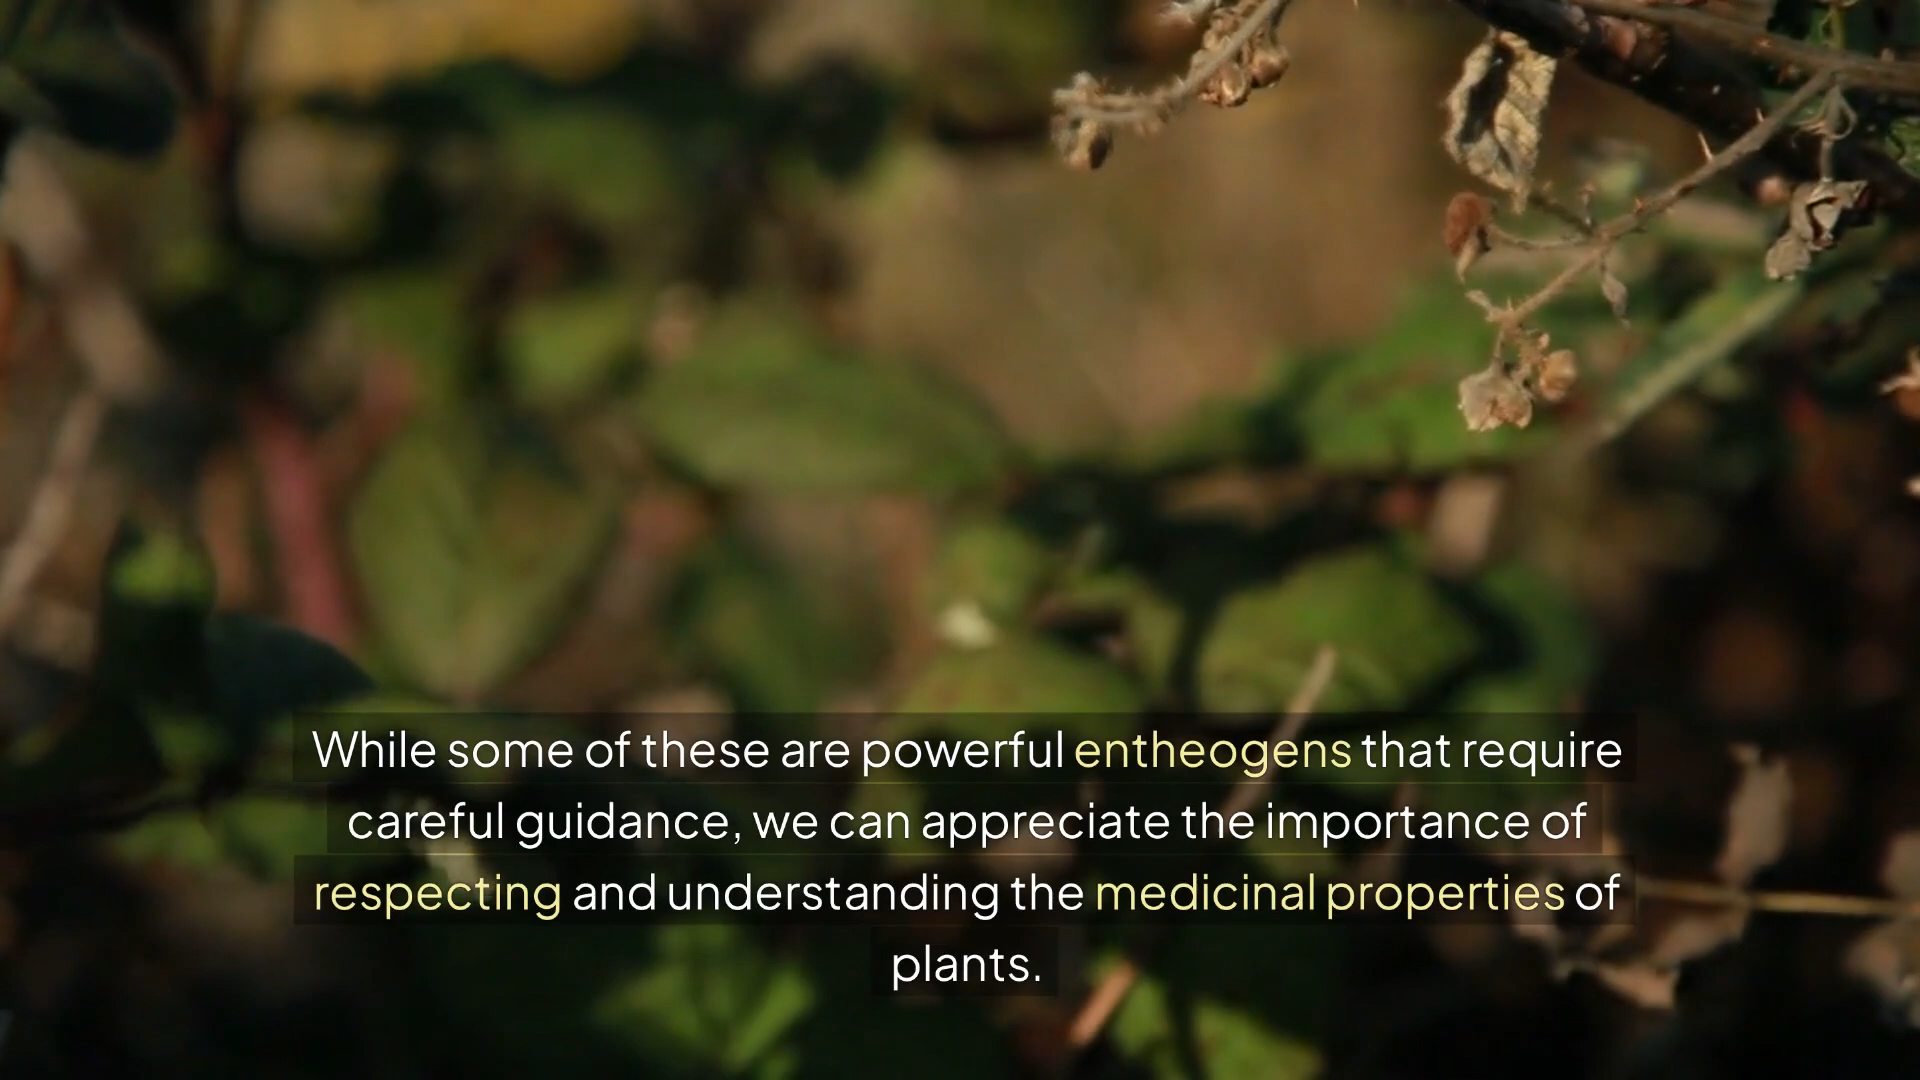 While some of these are powerful entheogens that require
careful guidance, we can appreciate the importance of
respecting and understanding the medicinal properties of
plants.